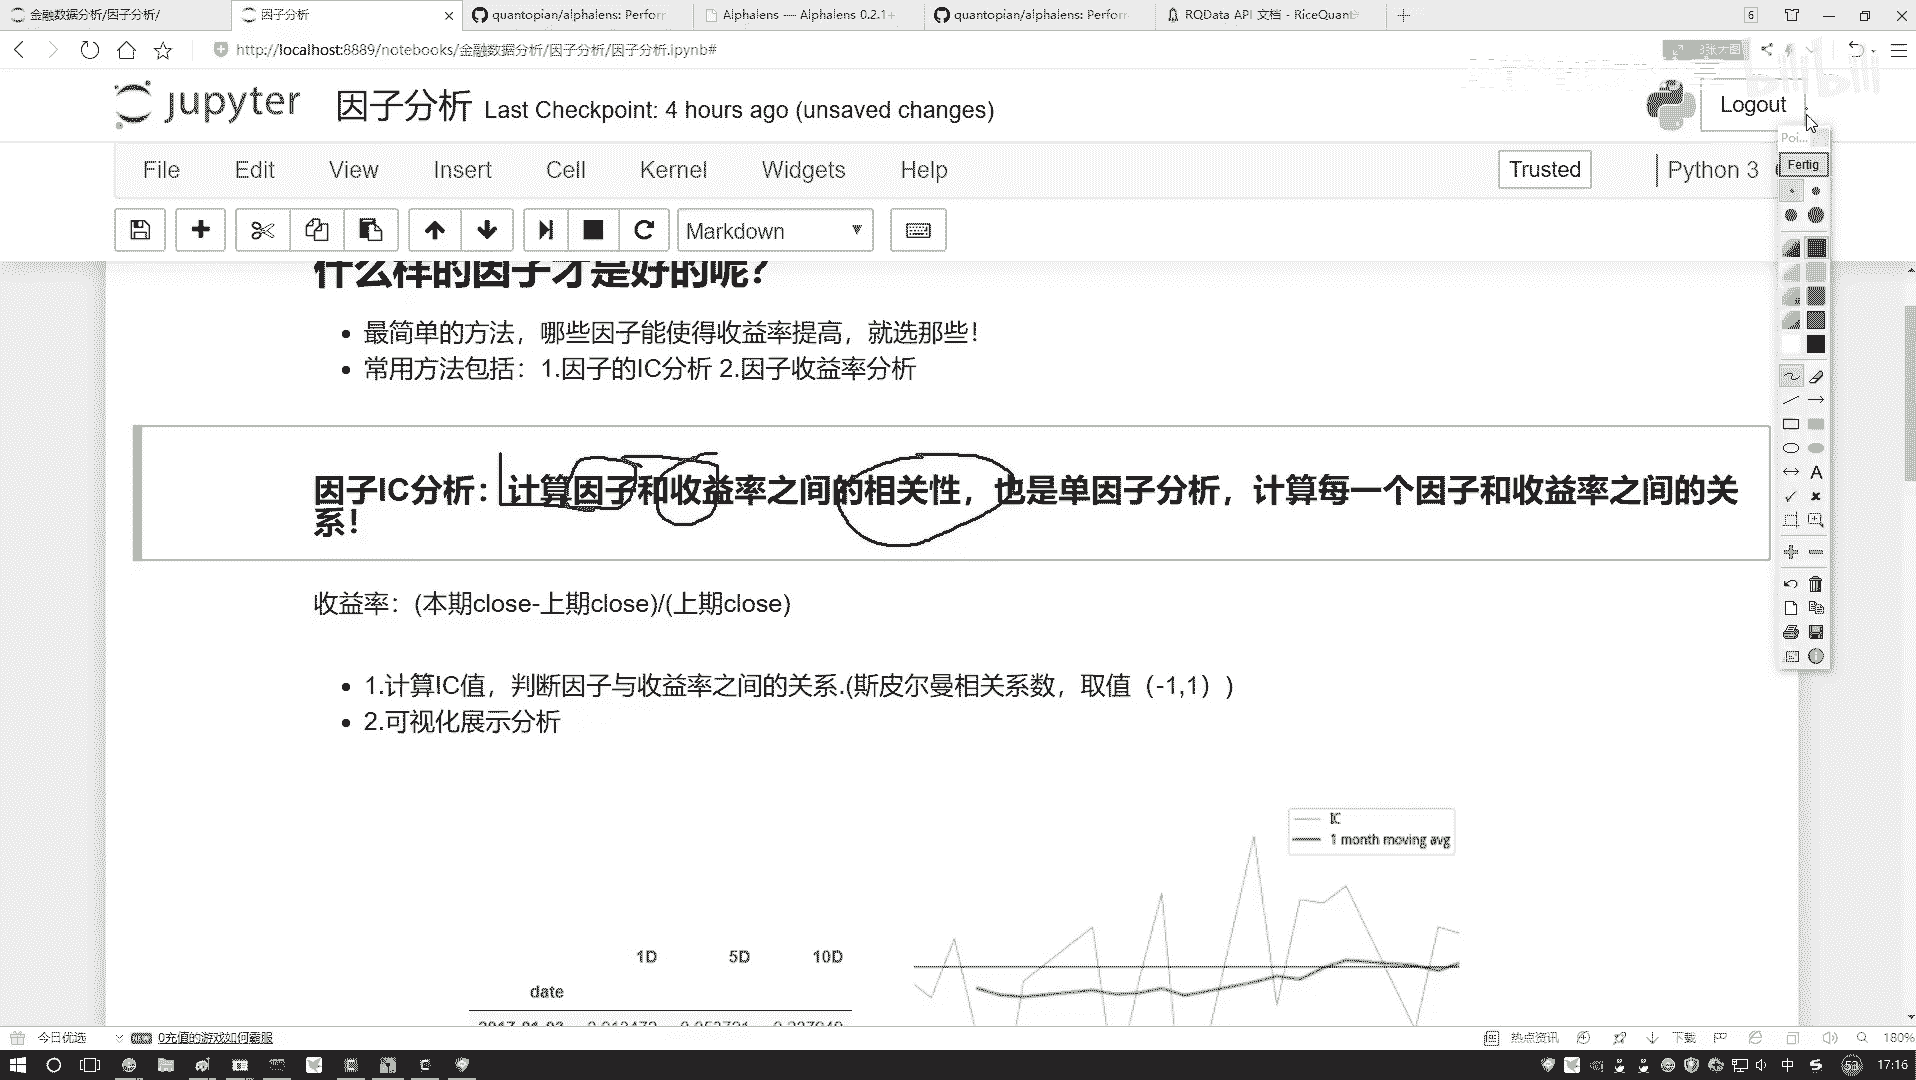 金融数据分析/因子分析/
因子分析
quantopian/alphalens: Perfor
Alphalens — Alphalens 0.2.1+
quantopian/alphalens: Perfor
RQData API 文档 - RiceQuant
6
http://localhost:8889/notebooks/金融数据分析/因子分析/因子分析.ipynb#
3张大图
bilibili
jupyter
因子分析 Last Checkpoint: 4 hours ago (unsaved changes)
Logout
Poi...
Fertig
File Edit View Insert Cell Kernel Widgets Help
Trusted
Python 3
Markdown
什么样的因子才是好的呢?
• 最简单的方法，哪些因子能使得收益率提高，就选那些！
• 常用方法包括：1.因子的IC分析 2.因子收益率分析
因子IC分析：计算因子和收益率之间的相关性，也是单因子分析，计算每一个因子和收益率之间的关
系！
收益率：(本期close-上期close)/(上期close)
• 1.计算IC值，判断因子与收益率之间的关系.(斯皮尔曼相关系数，取值（-1,1）)
• 2.可视化展示分析
IC
1 month moving avg
1D 5D 10D
date
今日优选
0充值的游戏如何霸服
热点资讯
下载
180%
中
17:16